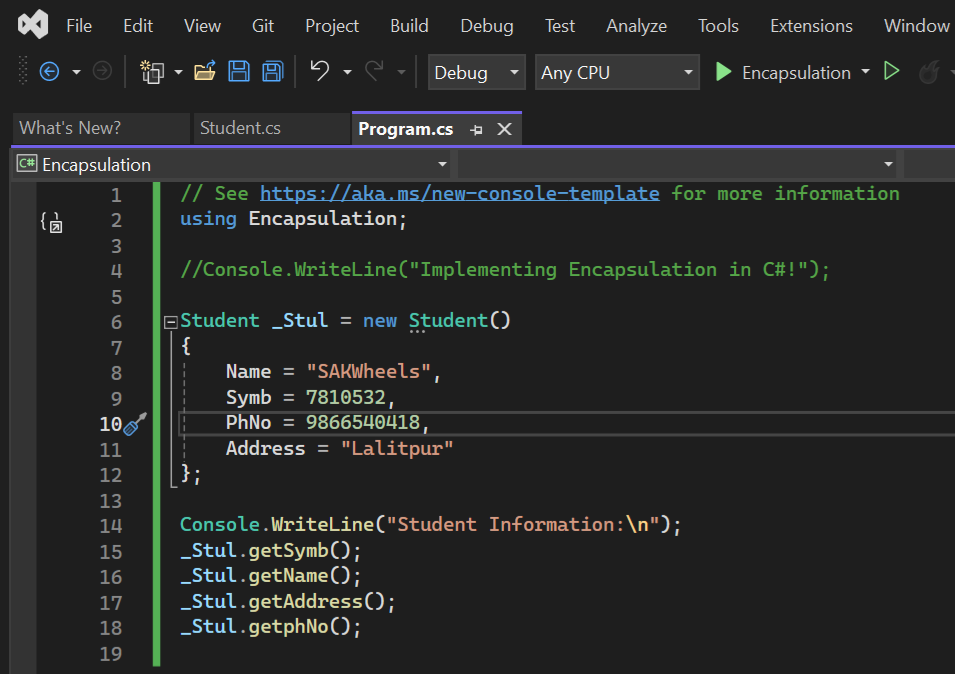 File Edit View Git Project Build Debug Test Analyze Tools Extensions Window
Debug Any CPU Encapsulation
What's New? Student.cs Program.cs
C# Encapsulation
1 // See https://aka.ms/new-console-template for more information
2 using Encapsulation;
3
4 //Console.WriteLine("Implementing Encapsulation in C#!");
5
6 Student _Stul = new Student()
7 {
8 Name = "SAKWheels",
9 Symb = 7810532,
10 PhNo = 9866540418,
11 Address = "Lalitpur"
12 };
13
14 Console.WriteLine("Student Information:\n");
15 _Stul.getSymb();
16 _Stul.getName();
17 _Stul.getAddress();
18 _Stul.getphNo();
19